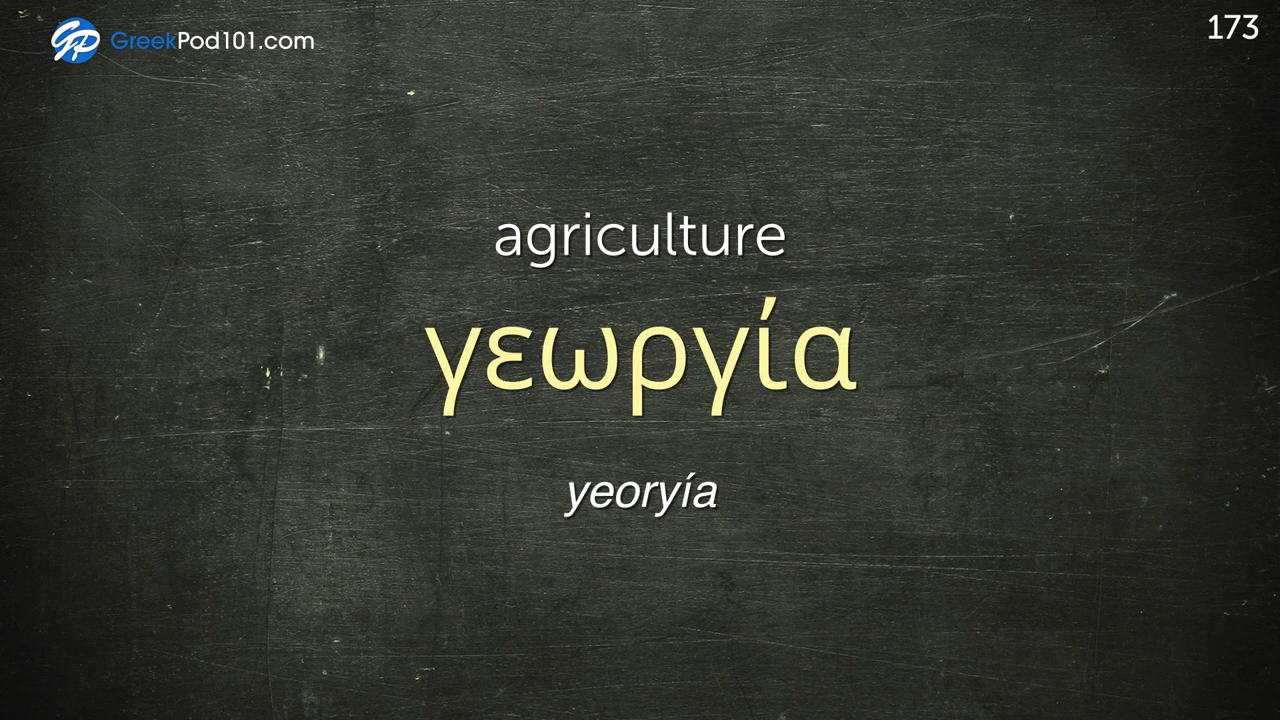 GreekPod101.com
173
agriculture
γεωργία
yeoryía